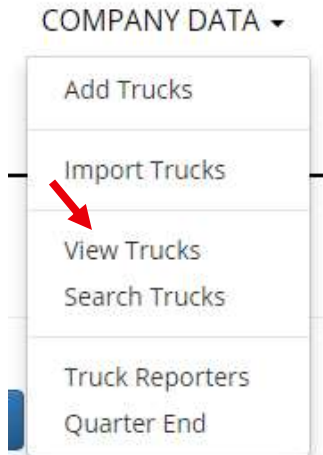 COMPANY DATA
Add Trucks
Import Trucks
View Trucks
Search Trucks
Truck Reporters
Quarter End